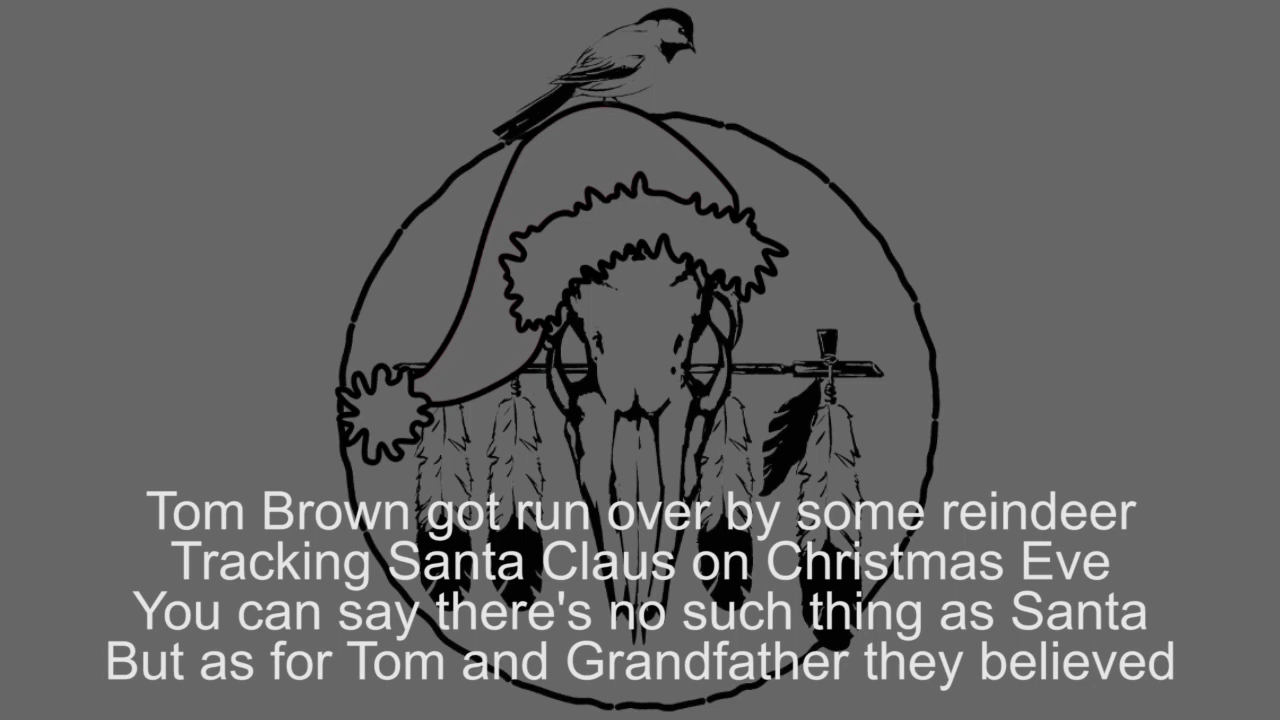 Tom Brown got run over by some reindeer
Tracking Santa Claus on Christmas Eve
You can say there's no such thing as Santa
But as for Tom and Grandfather they believed